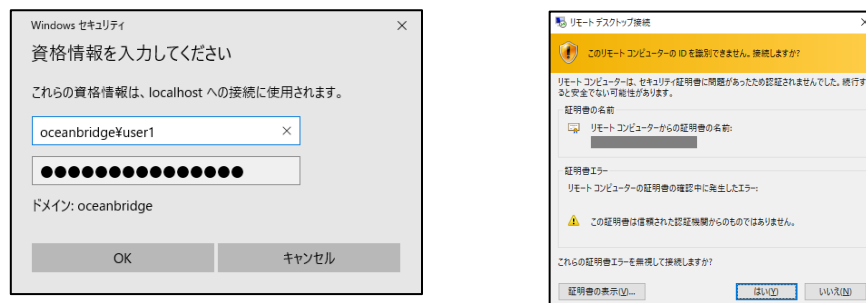 Windows セキュリティ
資格情報を入力してください
これらの資格情報は、localhost への接続に使用されます。
oceanbridge¥user1
●●●●●●●●●●●●●●●
ドメイン: oceanbridge
OK キャンセル
リモート デスクトップ接続
このリモート コンピューターの ID を識別できません。接続しますか?
リモート コンピューターは、セキュリティ証明書に問題があったため認証されませんでした。続行す
ると安全でない可能性があります。
証明書の名前
リモート コンピューターからの証明書の名前:
証明書エラー
リモート コンピューターの証明書の確認中に発生したエラー:
この証明書は信頼された認証機関からのものではありません。
これらの証明書エラーを無視して接続しますか?
証明書の表示(V)... はい(Y) いいえ(N)